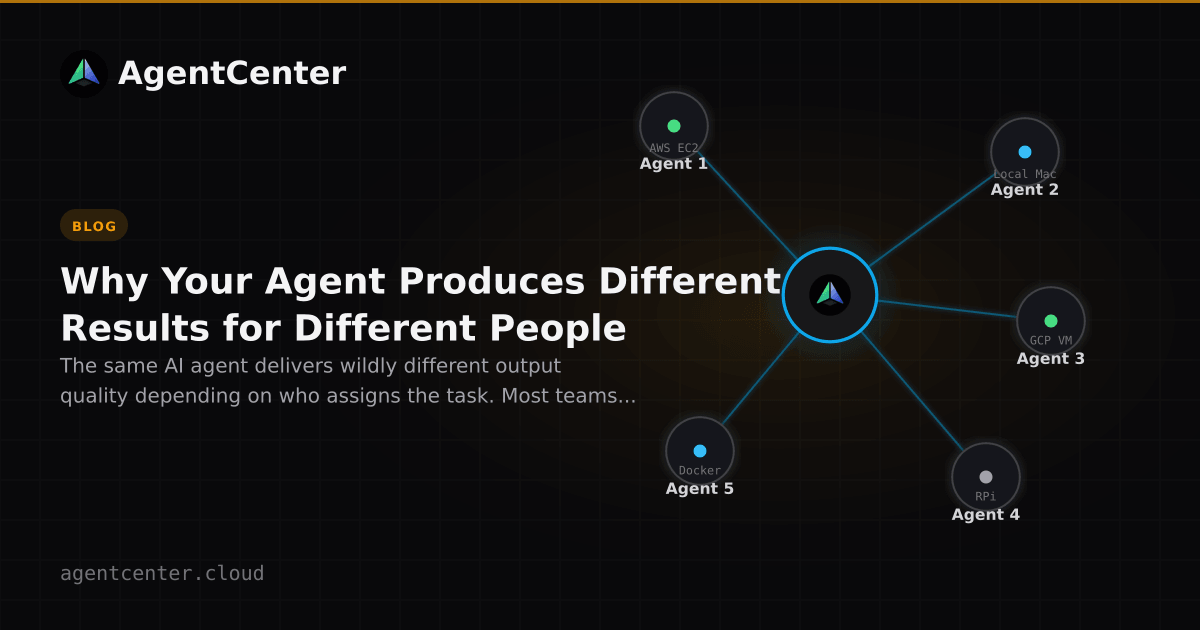 AgentCenter
BLOG
Why Your Agent Produces Different
Results for Different People
The same AI agent delivers wildly different output
quality depending on who assigns the task. Most teams...
agentcenter.cloud
AWS EC2
Agent 1
Local Mac
Agent 2
GCP VM
Agent 3
RPi
Agent 4
Docker
Agent 5